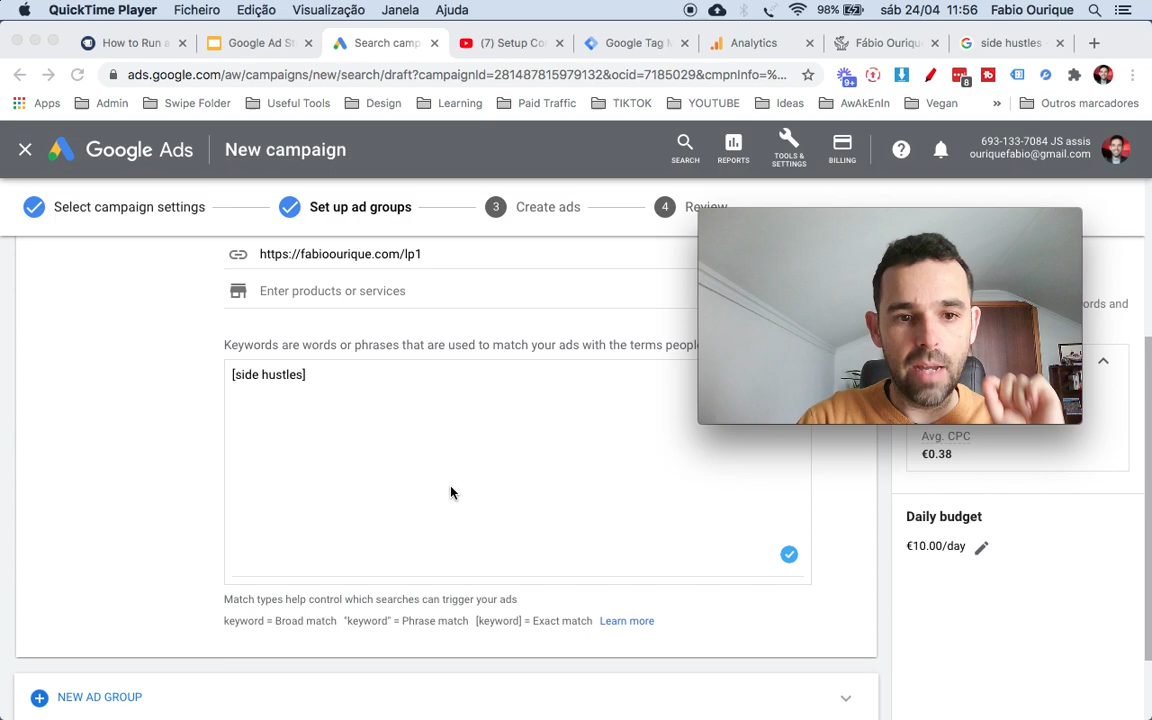 QuickTime Player Ficheiro Edição Visualização Janela Ajuda 98% sáb 24/04 11:56 Fabio Ourique
How to Run a Google Ad St Search camp (7) Setup Co Google Tag M Analytics Fábio Ouriqu side hustles
ads.google.com/aw/campaigns/new/search/draft?campaignId=281487815979132&ocid=7185029&cmpnInfo=%... 9+ 8
Apps Admin Swipe Folder Useful Tools Design Learning Paid Traffic TIKTOK YOUTUBE Ideas AwAkEnIn Vegan » Outros marcadores
Google Ads New campaign
SEARCH REPORTS TOOLS & SETTINGS BILLING
693-133-7084 JS assis
ouriquefabio@gmail.com
Select campaign settings Set up ad groups 3 Create ads 4 Review
https://fabioourique.com/lp1
Enter products or services
ords and
Keywords are words or phrases that are used to match your ads with the terms people
[side hustles]
Avg. CPC
€0.38
Daily budget
€10.00/day
Match types help control which searches can trigger your ads
keyword = Broad match "keyword" = Phrase match [keyword] = Exact match Learn more
NEW AD GROUP